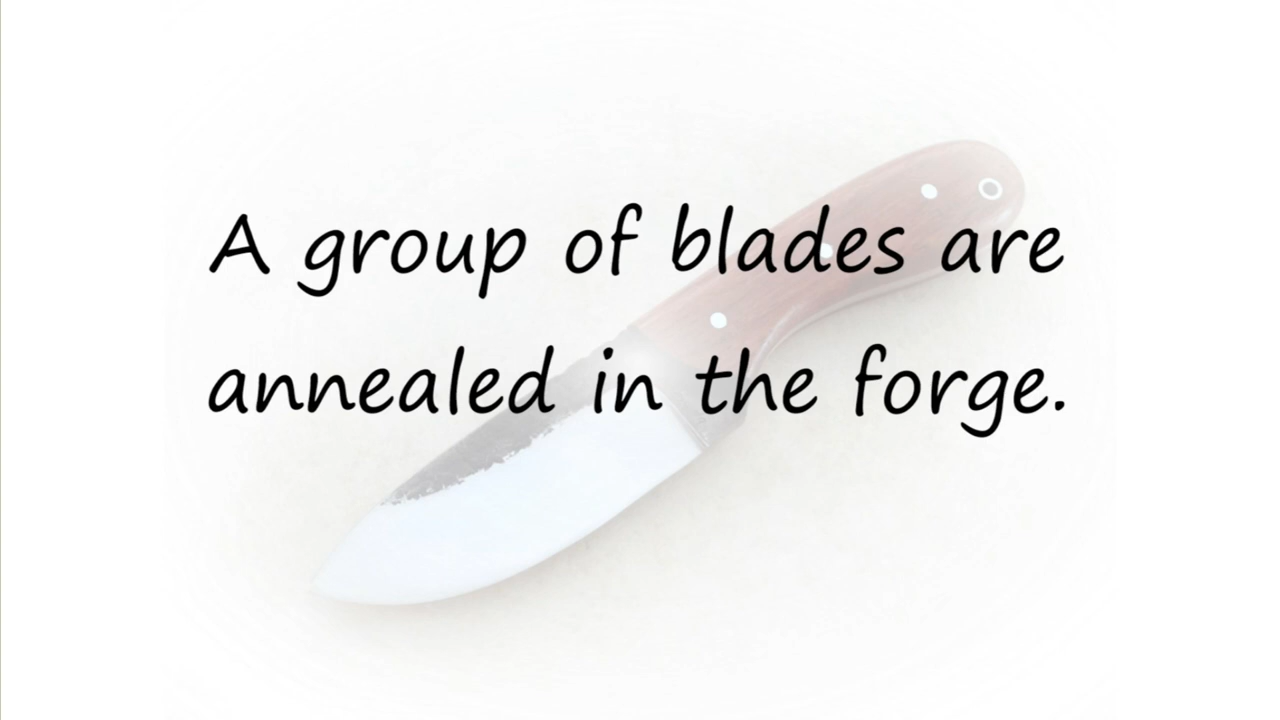 A group of blades are
annealed in the forge.